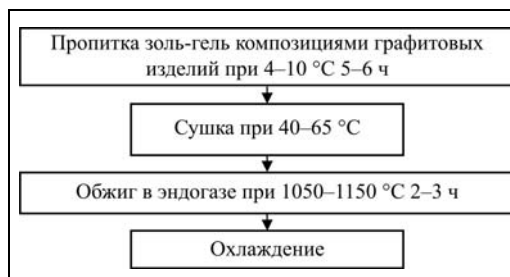 Пропитка золь-гель композициями графитовых
изделий при 4–10 °C 5–6 ч
Сушка при 40–65 °C
Обжиг в эндогазе при 1050–1150 °C 2–3 ч
Охлаждение